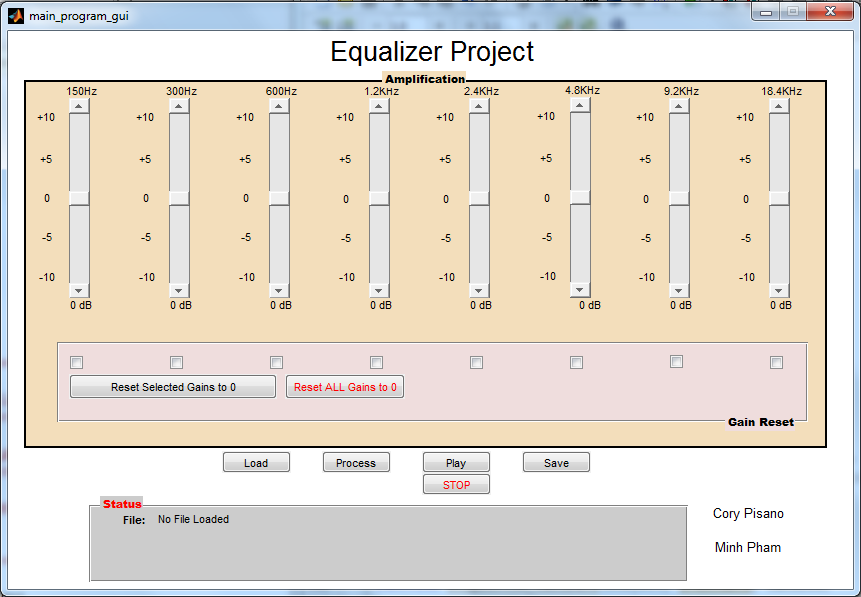 main_program_gui
Equalizer Project
Amplification
150Hz 300Hz 600Hz 1.2KHz 2.4KHz 4.8KHz 9.2KHz 18.4KHz
+10 +10 +10 +10 +10 +10 +10 +10
+5 +5 +5 +5 +5 +5 +5 +5
0 0 0 0 0 0 0 0
-5 -5 -5 -5 -5 -5 -5 -5
-10 -10 -10 -10 -10 -10 -10 -10
0 dB 0 dB 0 dB 0 dB 0 dB 0 dB 0 dB 0 dB
Reset Selected Gains to 0 Reset ALL Gains to 0
Gain Reset
Load Process Play Save
STOP
Status
File: No File Loaded
Cory Pisano
Minh Pham